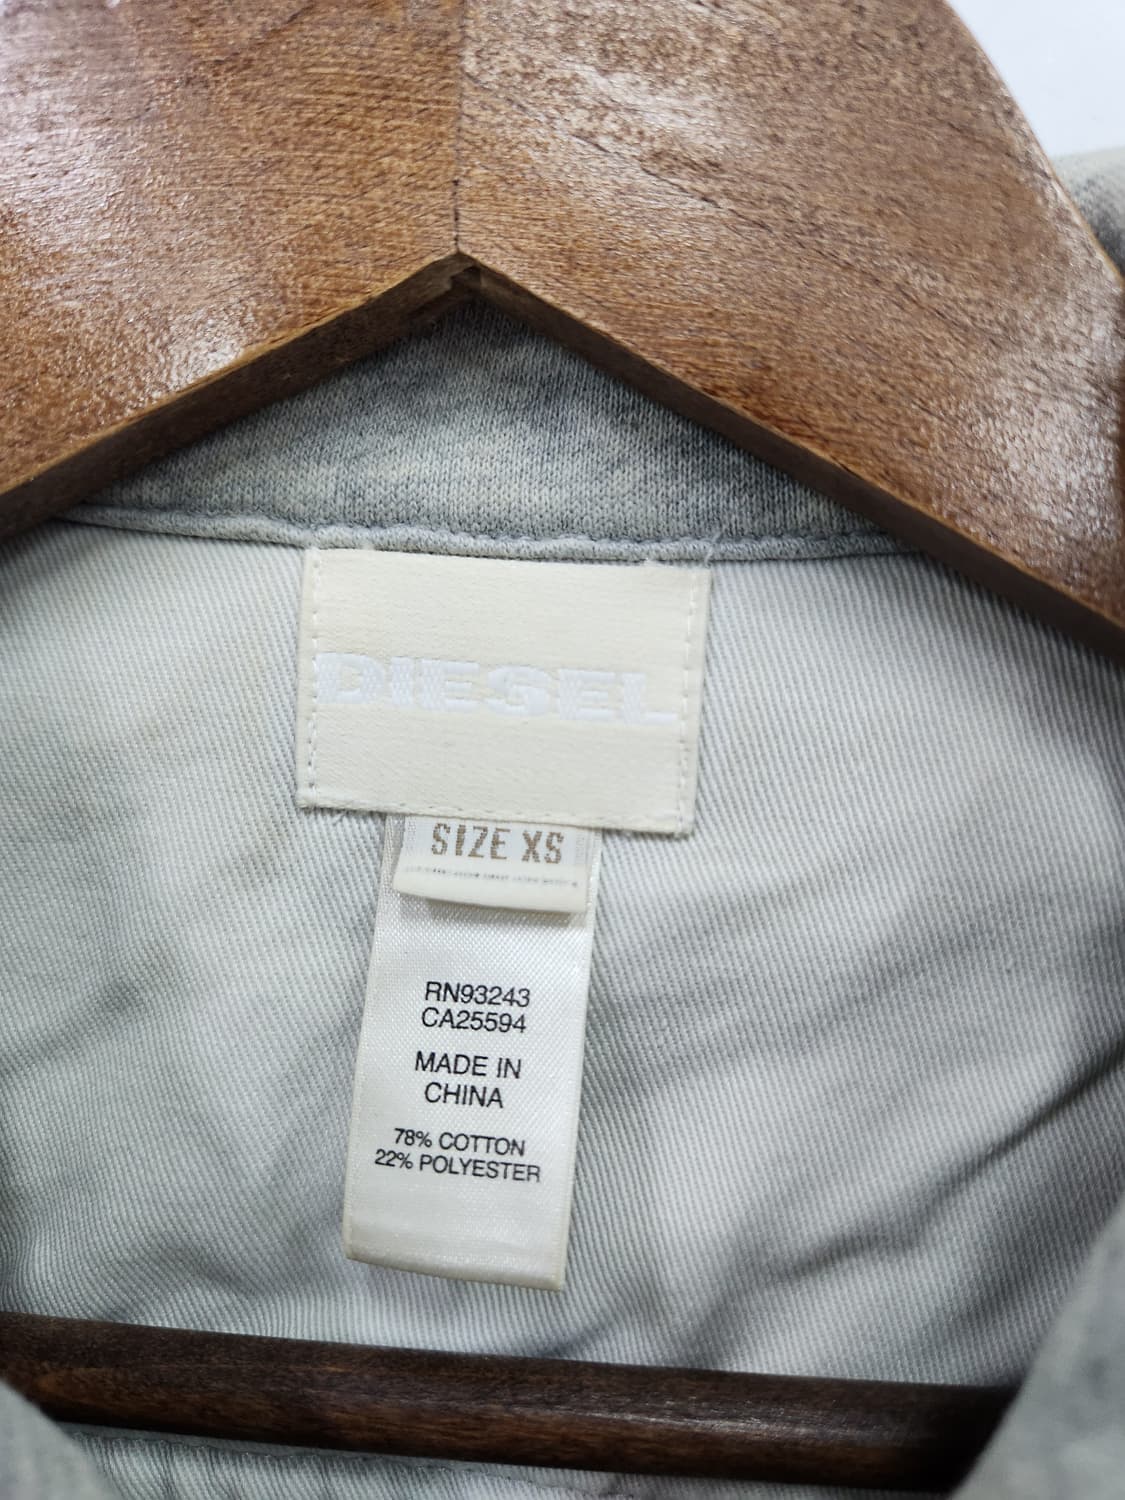 DIESEL
SIZE XS
RN93243
CA25594
MADE IN
CHINA
78% COTTON
22% POLYESTER